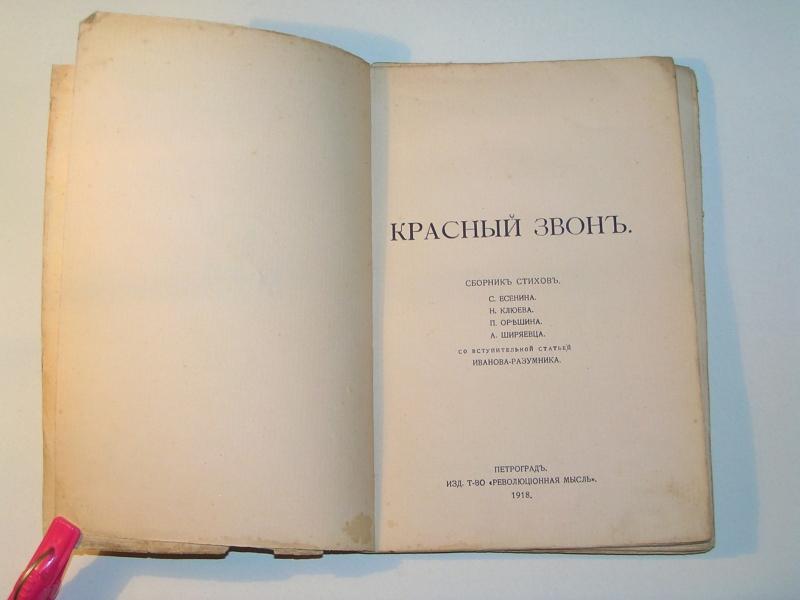 КРАСНЫЙ ЗВОНЪ.
СБОРНИКЪ СТИХОВЪ.
С. ЕСЕНИНА.
Н. КЛЮЕВА.
П. ОРѢШИНА.
А. ШИРЯЕВЦА.
СО ВСТУПИТЕЛЬНОЙ СТАТЬЕЙ
ИВАНОВА-РАЗУМНИКА.
ПЕТРОГРАДЪ.
ИЗД. Т-ВО «РЕВОЛЮЦІОННАЯ МЫСЛЬ».
1918.